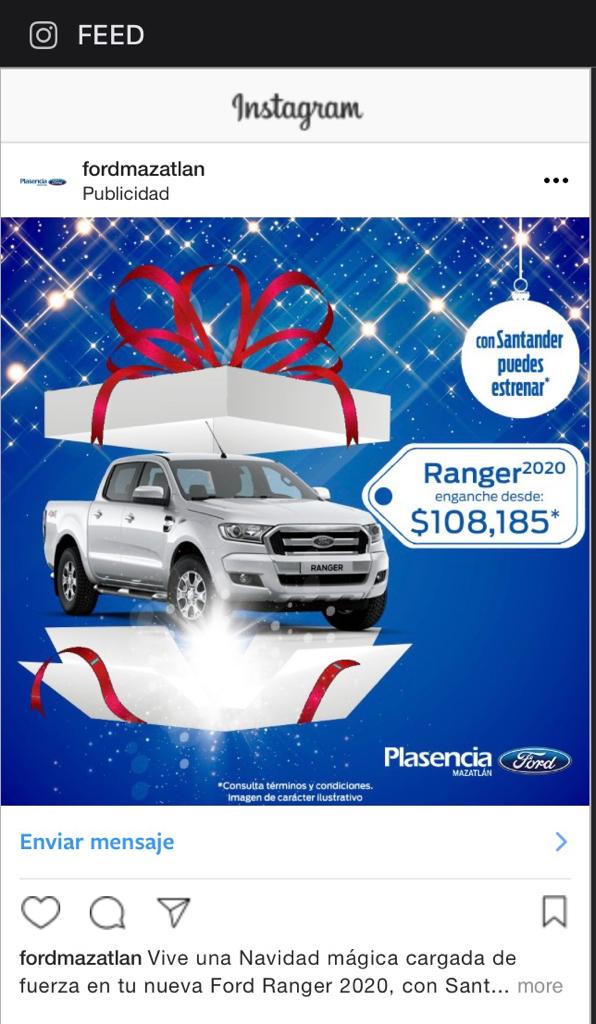 FEED
Instagram
Plasencia Ford
fordmazatlan
Publicidad
con Santander
puedes
estrenar*
Ranger2020
enganche desde:
$108,185*
RANGER
Plasencia Ford
MAZATLÁN
*Consulta términos y condiciones.
Imagen de carácter ilustrativo
Enviar mensaje
fordmazatlan Vive una Navidad mágica cargada de
fuerza en tu nueva Ford Ranger 2020, con Sant... more